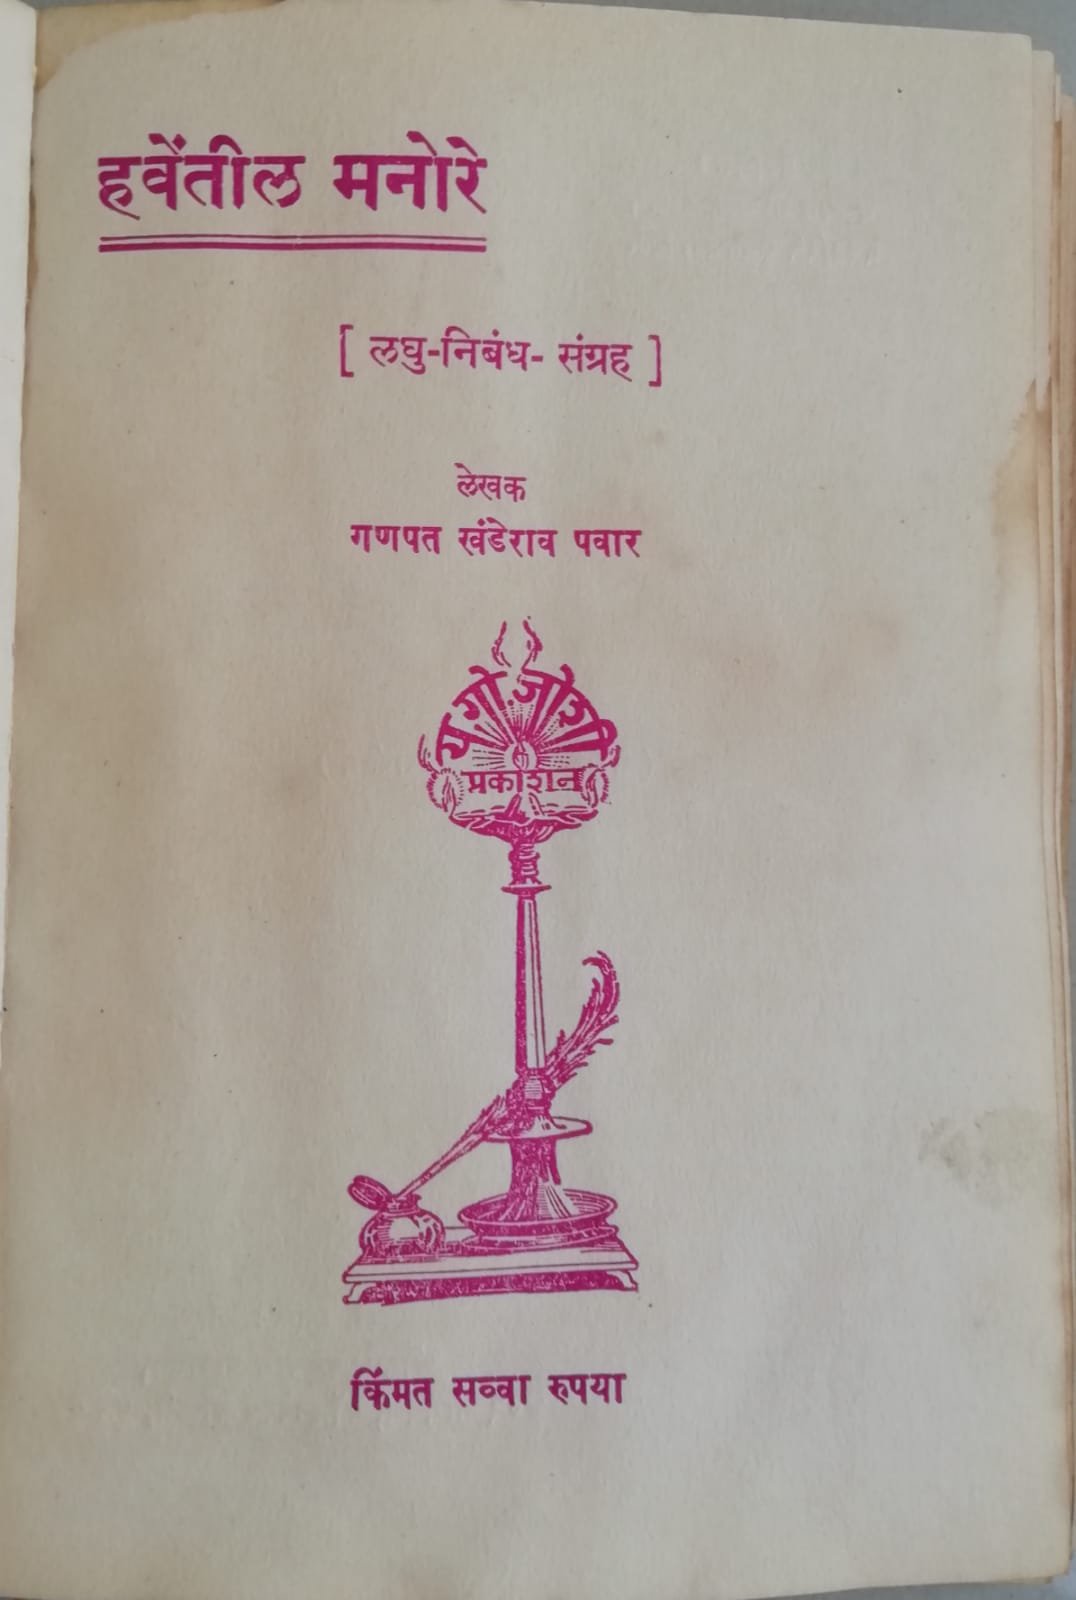 हवेंतील मनोरे
[ लघु-निबंध- संग्रह ]
लेखक
गणपत खंडेराव पवार
य.गो.जोशी
प्रकाशन
किंमत सव्वा रुपया